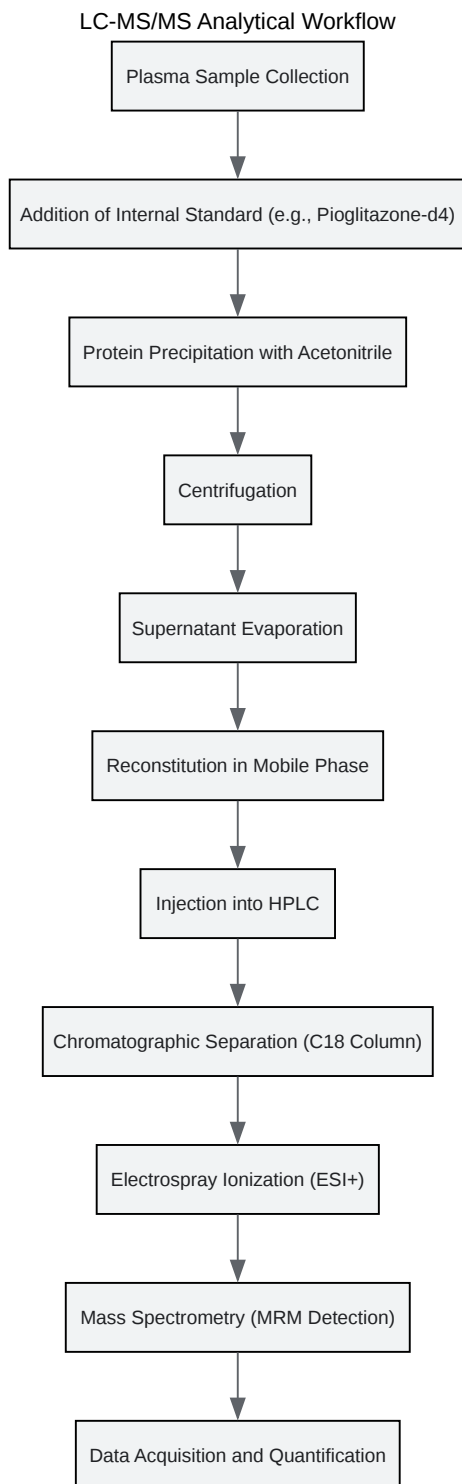 LC-MS/MS Analytical Workflow
Plasma Sample Collection
Addition of Internal Standard (e.g., Pioglitazone-d4)
Protein Precipitation with Acetonitrile
Centrifugation
Supernatant Evaporation
Reconstitution in Mobile Phase
Injection into HPLC
Chromatographic Separation (C18 Column)
Electrospray Ionization (ESI+)
Mass Spectrometry (MRM Detection)
Data Acquisition and Quantification